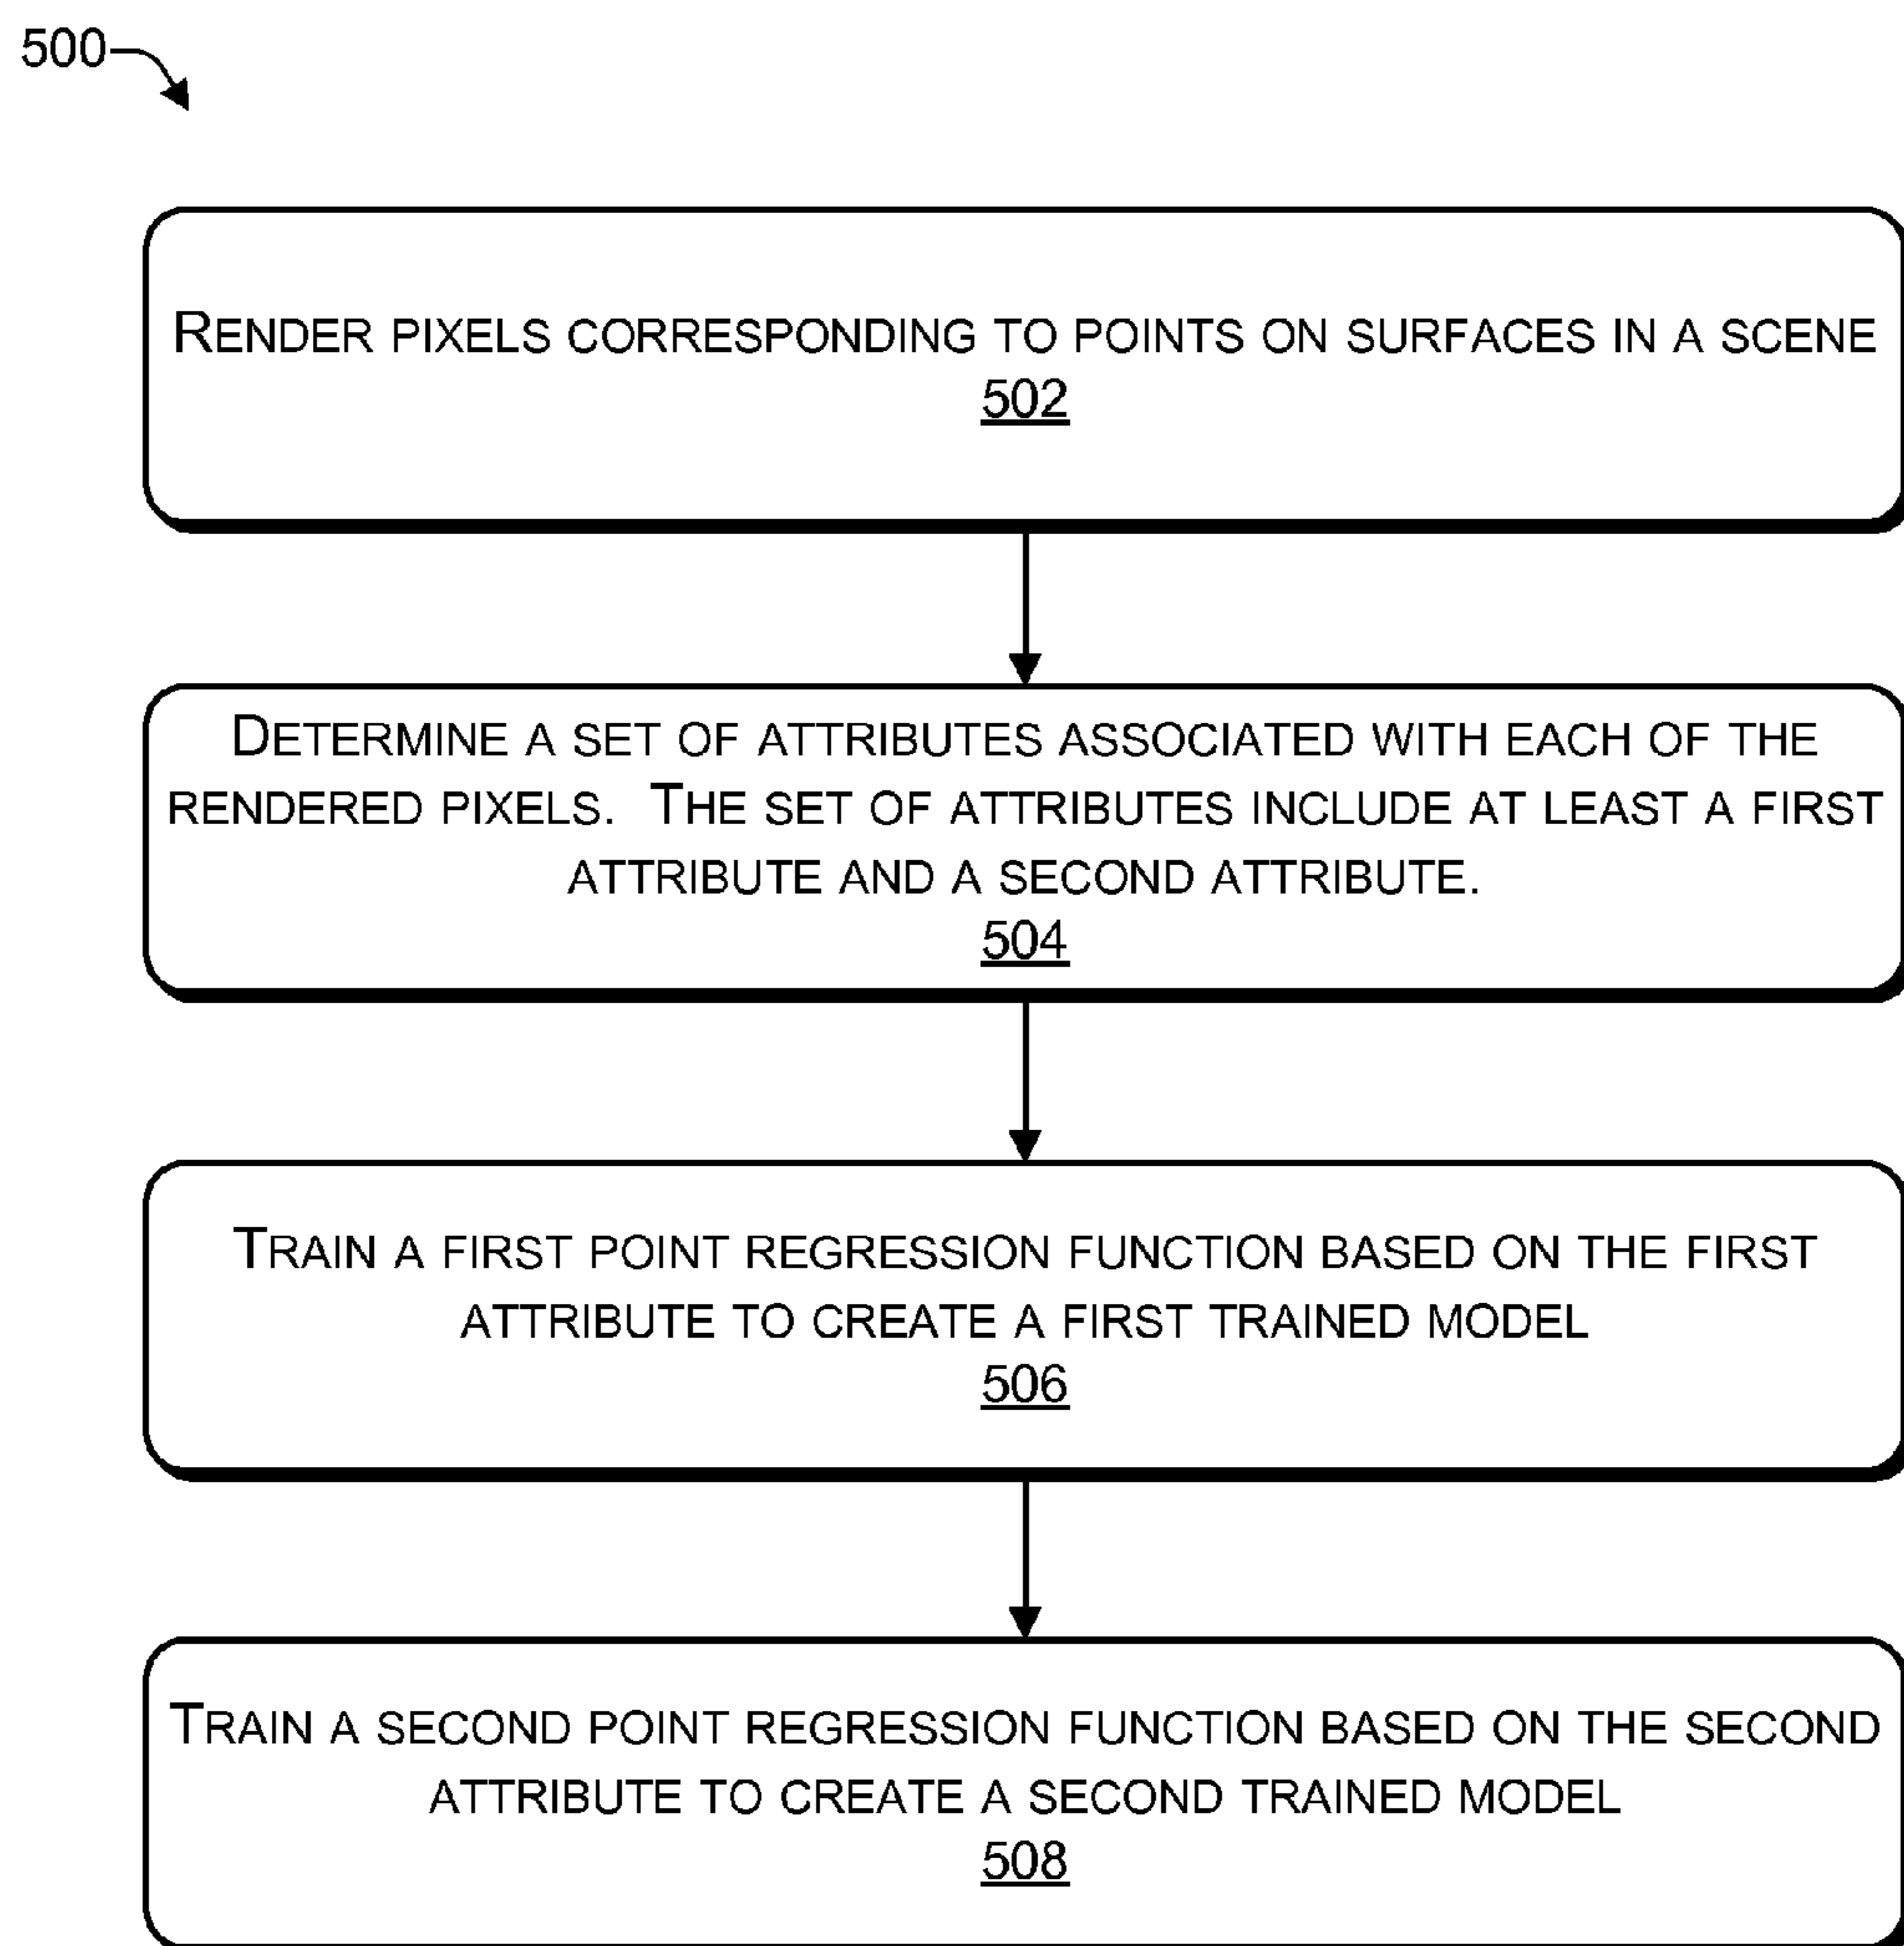 500
RENDER PIXELS CORRESPONDING TO POINTS ON SURFACES IN A SCENE
502
DETERMINE A SET OF ATTRIBUTES ASSOCIATED WITH EACH OF THE
RENDERED PIXELS. THE SET OF ATTRIBUTES INCLUDE AT LEAST A FIRST
ATTRIBUTE AND A SECOND ATTRIBUTE.
504
TRAIN A FIRST POINT REGRESSION FUNCTION BASED ON THE FIRST
ATTRIBUTE TO CREATE A FIRST TRAINED MODEL
506
TRAIN A SECOND POINT REGRESSION FUNCTION BASED ON THE SECOND
ATTRIBUTE TO CREATE A SECOND TRAINED MODEL
508